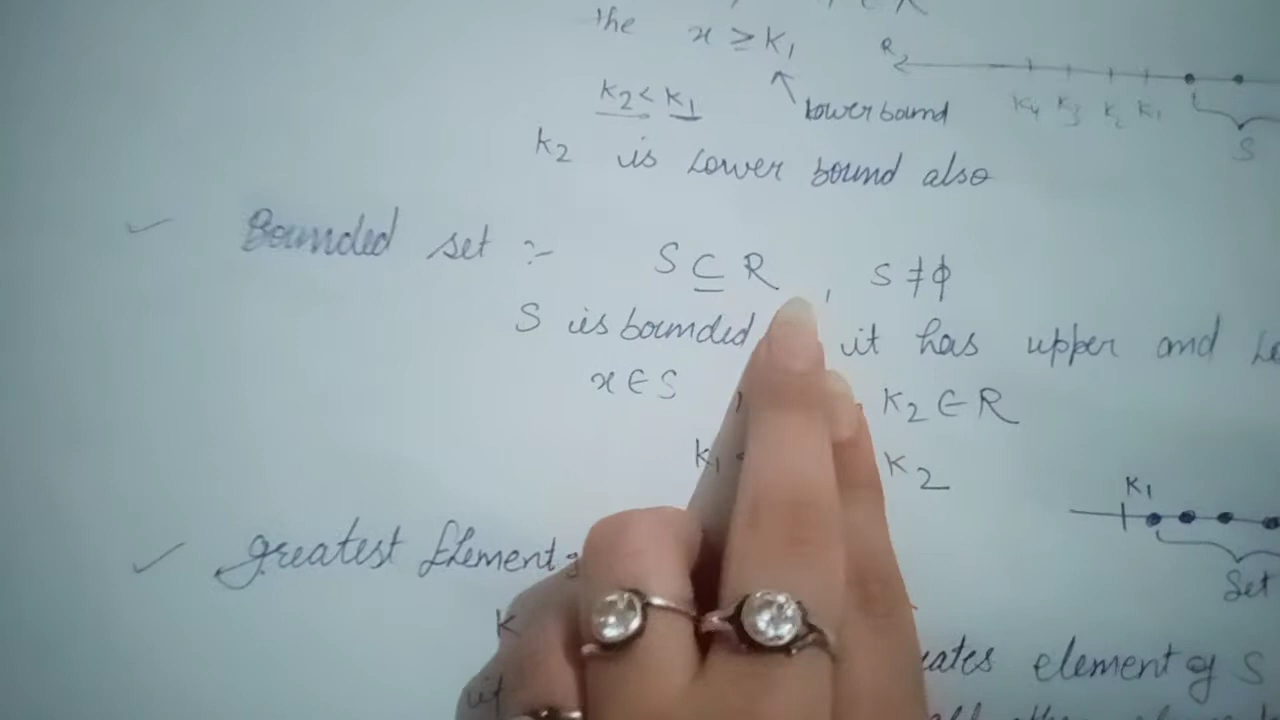 the x ≥ K1
R
K2 < K1
Lower bound
K4 K3 K2 K1
S
K2 is Lower bound also
Bounded set :- S ⊆ R , S ≠ ϕ
S is bounded it has upper and
x ∈ S , K2 ∈ R
K1 K2
K1
greatest Element
Set
K
element of S
if